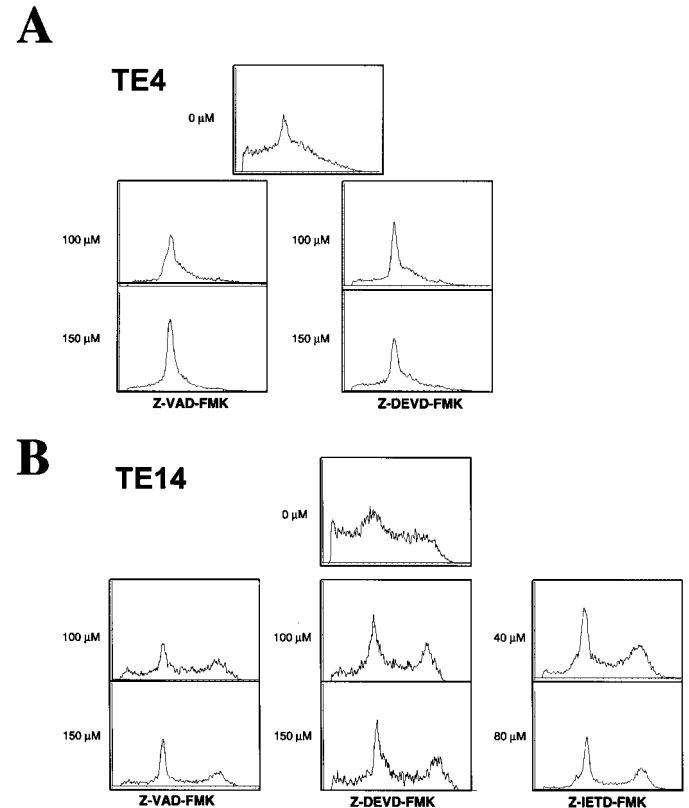 A
TE4
0 µM
100 µM
100 µM
150 µM
150 µM
Z-VAD-FMK
Z-DEVD-FMK
B
TE14
0 µM
100 µM
100 µM
40 µM
150 µM
150 µM
80 µM
Z-VAD-FMK
Z-DEVD-FMK
Z-IETD-FMK